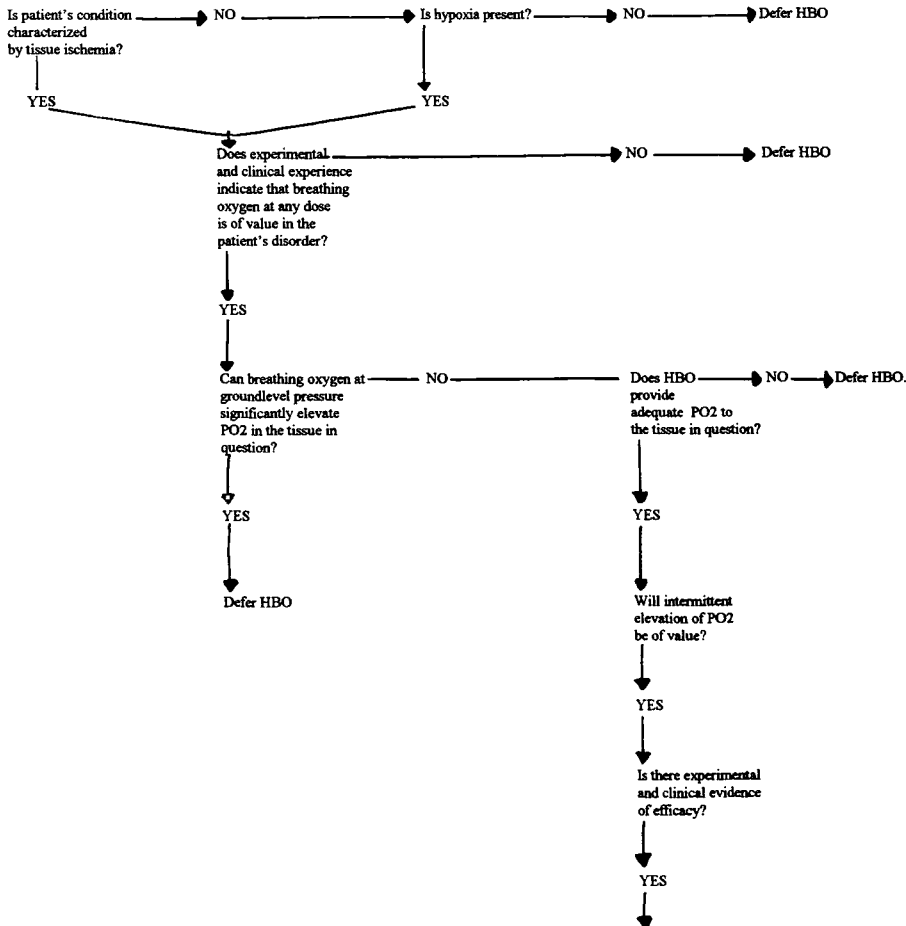 Is patient's condition
characterized
by tissue ischemia?
NO
Is hypoxia present?
NO
Defer HBO
YES
YES
Does experimental
and clinical experience
indicate that breathing
oxygen at any dose
is of value in the
patient's disorder?
NO
Defer HBO
YES
Can breathing oxygen at
groundlevel pressure
significantly elevate
PO2 in the tissue in
question?
NO
Does HBO
provide
adequate PO2 to
the tissue in question?
NO
Defer HBO.
YES
Defer HBO
YES
Will intermittent
elevation of PO2
be of value?
YES
Is there experimental
and clinical evidence
of efficacy?
YES